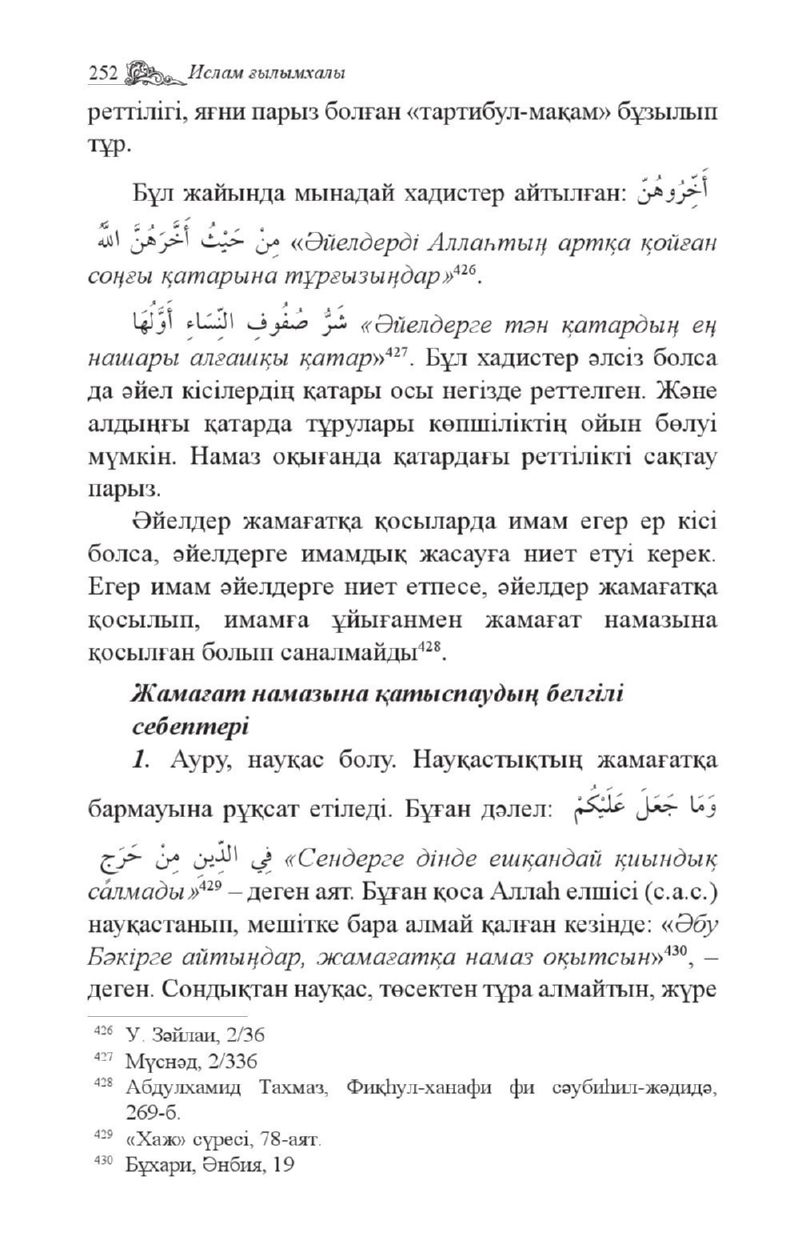 252 Ислам ғылымхалы
реттілігі, яғни парыз болған «тартибул-мақам» бұзылып
тұр.
Бұл жайында мынадай хадистер айтылған: أَخِّرُوهُنَّ
مِنْ حَيْثُ أَخَّرَهُنَّ اللَّهُ «Әйелдерді Аллаһтың артқа қойған
соңғы қатарына тұрғызыңдар»⁴²⁶.
شَرُّ صُفُوفِ النِّسَاءِ أَوَّلُهَا «Әйелдерге тән қатардың ең
нашары алғашқы қатар»⁴²⁷. Бұл хадистер әлсіз болса
да әйел кісілердің қатары осы негізде реттелген. Және
алдыңғы қатарда тұрулары көпшіліктің ойын бөлуі
мүмкін. Намаз оқығанда қатардағы реттілікті сақтау
парыз.
Әйелдер жамағатқа қосыларда имам егер ер кісі
болса, әйелдерге имамдық жасауға ниет етуі керек.
Егер имам әйелдерге ниет етпесе, әйелдер жамағатқа
қосылып, имамға ұйығанмен жамағат намазына
қосылған болып саналмайды⁴²⁸.
Жамағат намазына қатыспаудың белгілі
себептері
1. Ауру, науқас болу. Науқастықтың жамағатқа
бармауына рұқсат етіледі. Бұған дәлел: وَمَا جَعَلَ عَلَيْكُمْ
فِي الدِّينِ مِنْ حَرَجٍ «Сендерге дінде ешқандай қиындық
салмады»⁴²⁹ – деген аят. Бұған қоса Аллаһ елшісі (с.а.с.)
науқастанып, мешітке бара алмай қалған кезінде: «Әбу
Бәкірге айтыңдар, жамағатқа намаз оқытсын»⁴³⁰, –
деген. Сондықтан науқас, төсектен тұра алмайтын, жүре
⁴²⁶ У. Зәйлаи, 2/36
⁴²⁷ Мүснәд, 2/336
⁴²⁸ Абдулхамид Тахмаз, Фиқһул-ханафи фи сәубиһил-жәдидә,
269-б.
⁴²⁹ «Хаж» сүресі, 78-аят.
⁴³⁰ Бұхари, Әнбия, 19